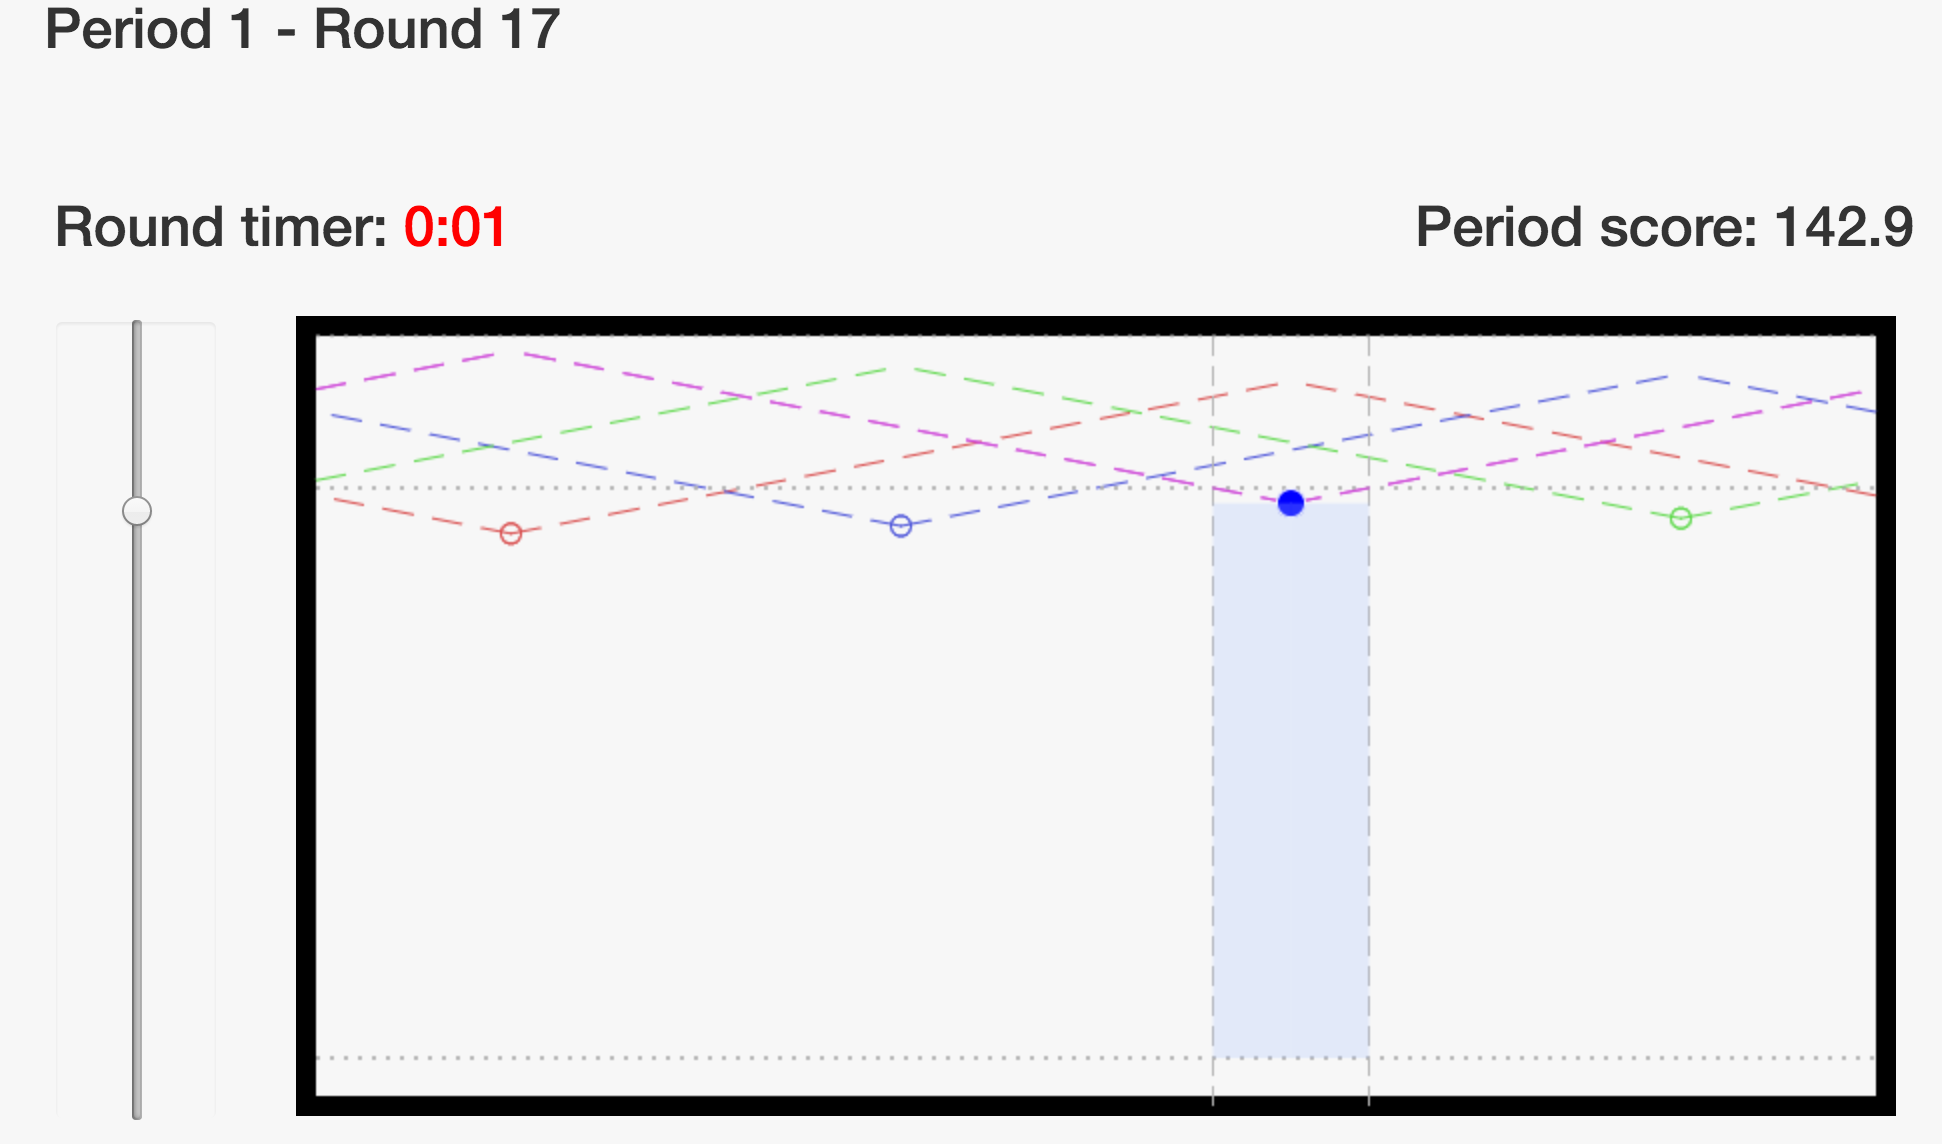 Period 1 - Round 17
Round timer: 0:01
Period score: 142.9